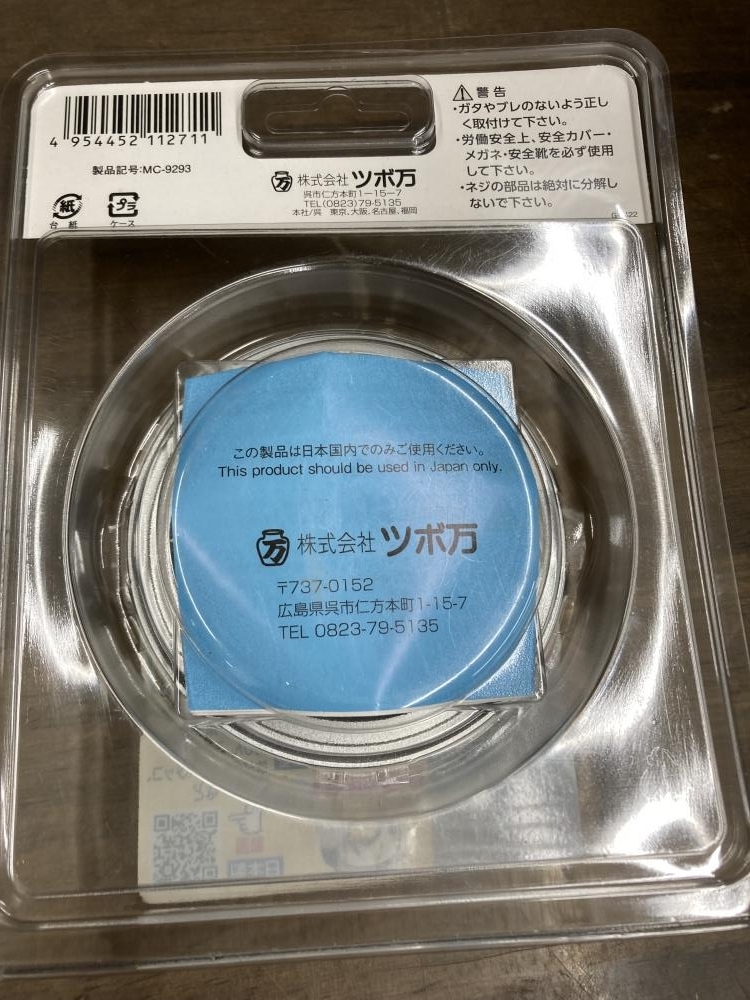 4 954452 112711
製品記号:MC-9293
紙
台 紙
プラ
ケース
万 株式会社 ツボ万
呉市仁方本町1-15-7
TEL(0823)79-5135
本社/呉 東京、大阪、名古屋、福岡
⚠警告
・ガタやブレのないよう正し
く取付けて下さい。
・労働安全上、安全カバー・
メガネ・安全靴を必ず使用
して下さい。
・ネジの部品は絶対に分解し
ないで下さい。
この製品は日本国内でのみご使用ください。
This product should be used in Japan only.
万 株式会社 ツボ万
〒737-0152
広島県呉市仁方本町1-15-7
TEL 0823-79-5135